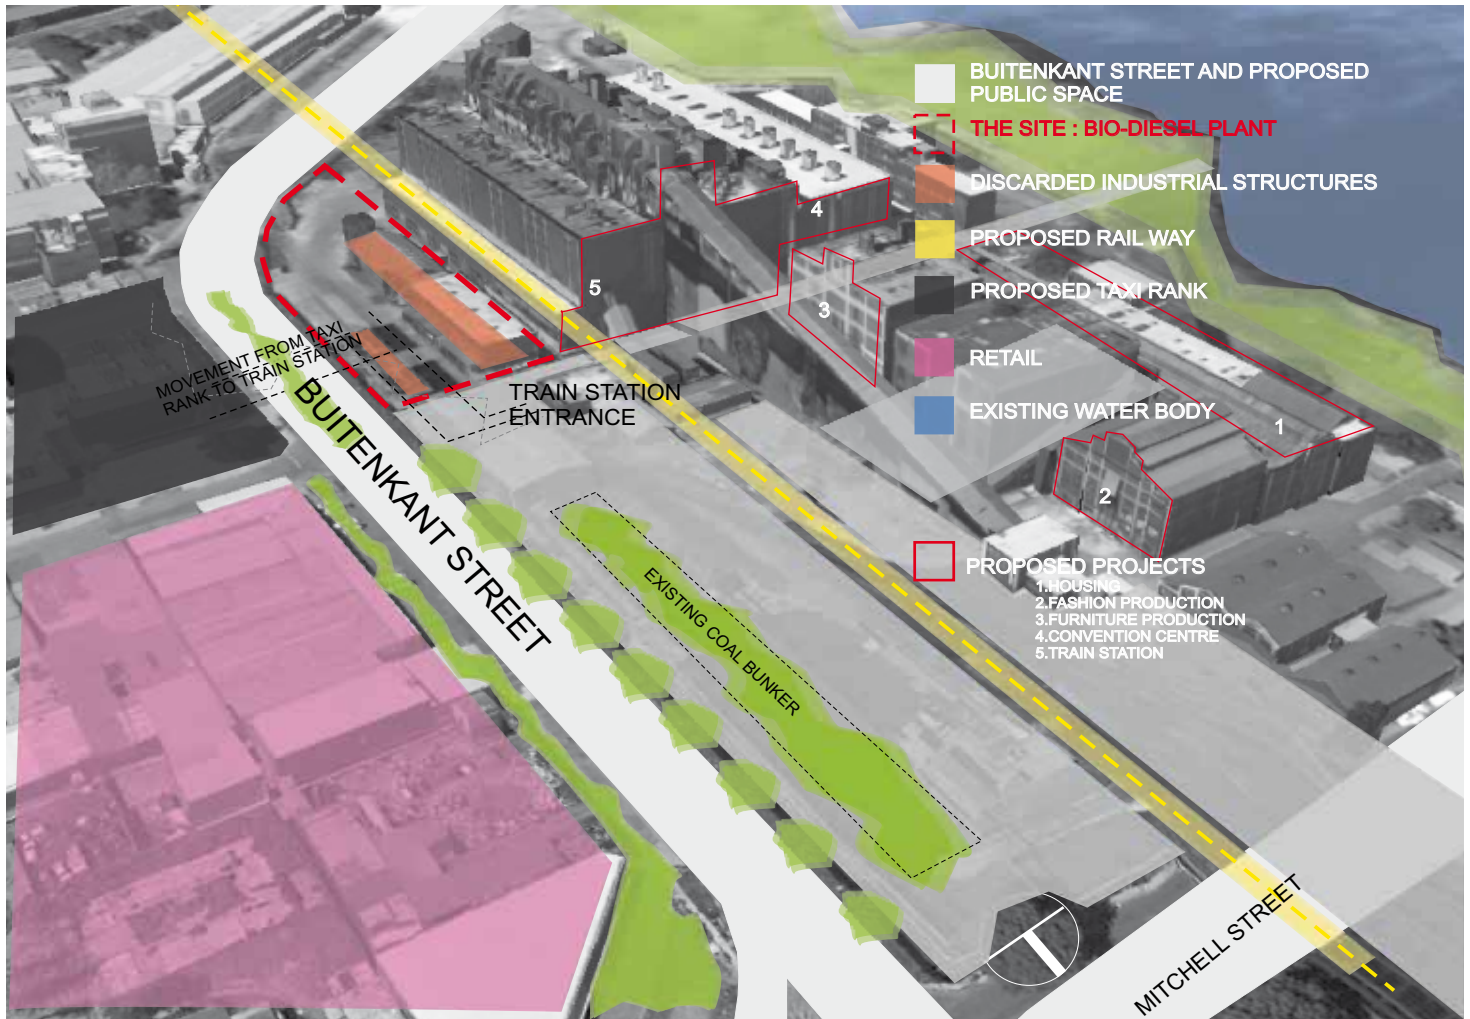 BUITENKANT STREET AND PROPOSED
PUBLIC SPACE
THE SITE : BIO-DIESEL PLANT
DISCARDED INDUSTRIAL STRUCTURES
4
PROPOSED RAIL WAY
5
PROPOSED TAXI RANK
3
MOVEMENT FROM TAXI
RANK TO TRAIN STATION
RETAIL
TRAIN STATION
ENTRANCE
EXISTING WATER BODY
1
BUITENKANT STREET
2
EXISTING COAL BUNKER
PROPOSED PROJECTS
1.HOUSING
2.FASHION PRODUCTION
3.FURNITURE PRODUCTION
4.CONVENTION CENTRE
5.TRAIN STATION
MITCHELL STREET